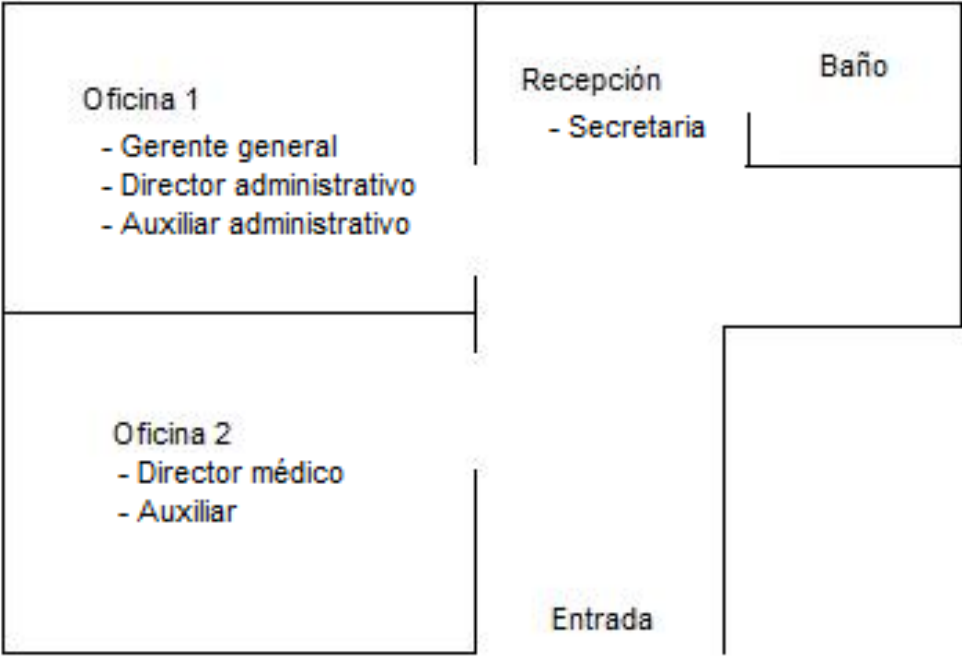 Oficina 1
- Gerente general
- Director administrativo
- Auxiliar administrativo
Recepción
- Secretaria
Baño
Oficina 2
- Director médico
- Auxiliar
Entrada